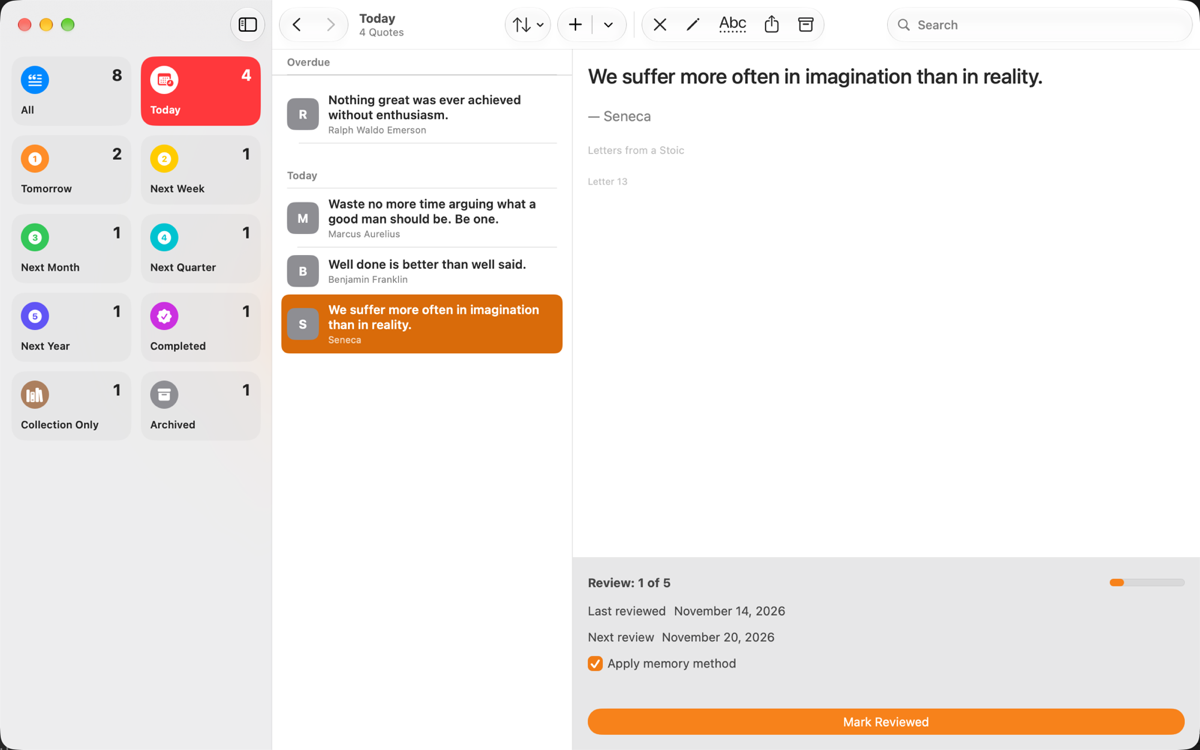 Today
4 Quotes
Abc
Search
8
All
4
Today
1
2
Tomorrow
2
1
Next Week
3
1
Next Month
4
1
Next Quarter
5
1
Next Year
1
Completed
1
Collection Only
1
Archived
Overdue
R
Nothing great was ever achieved
without enthusiasm.
Ralph Waldo Emerson
Today
M
Waste no more time arguing what a
good man should be. Be one.
Marcus Aurelius
B
Well done is better than well said.
Benjamin Franklin
S
We suffer more often in imagination
than in reality.
Seneca
We suffer more often in imagination than in reality.
— Seneca
Letters from a Stoic
Letter 13
Review: 1 of 5
Last reviewed November 14, 2026
Next review November 20, 2026
Apply memory method
Mark Reviewed